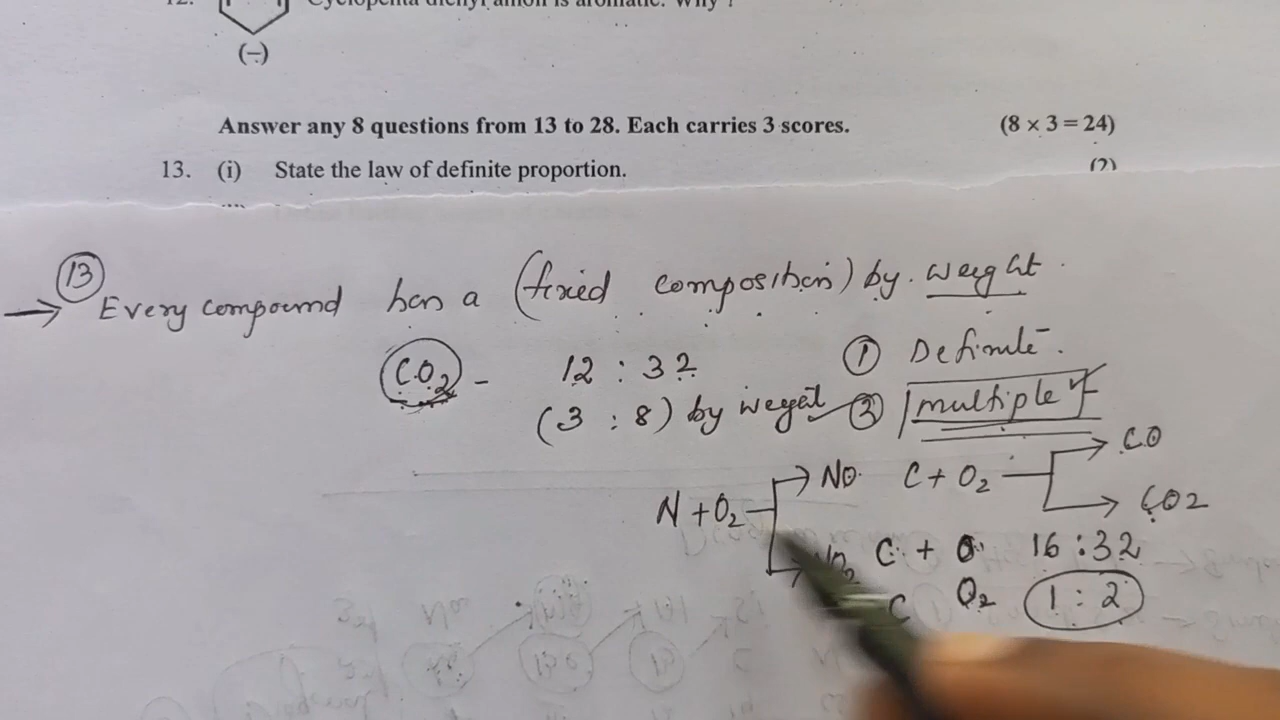 12. Cyclopenta dienyl anion is aromatic. Why ?
(–)
Answer any 8 questions from 13 to 28. Each carries 3 scores. (8 × 3 = 24)
13. (i) State the law of definite proportion. (2)
13
→ Every compound has a (fixed composition) by weight
CO2 - 12 : 32 ① Definite.
(3 : 8) by weight ② multiple
N + O2 → NO C + O2 → CO
CO2
NO2 C + O 16 : 32
C O2 1 : 2